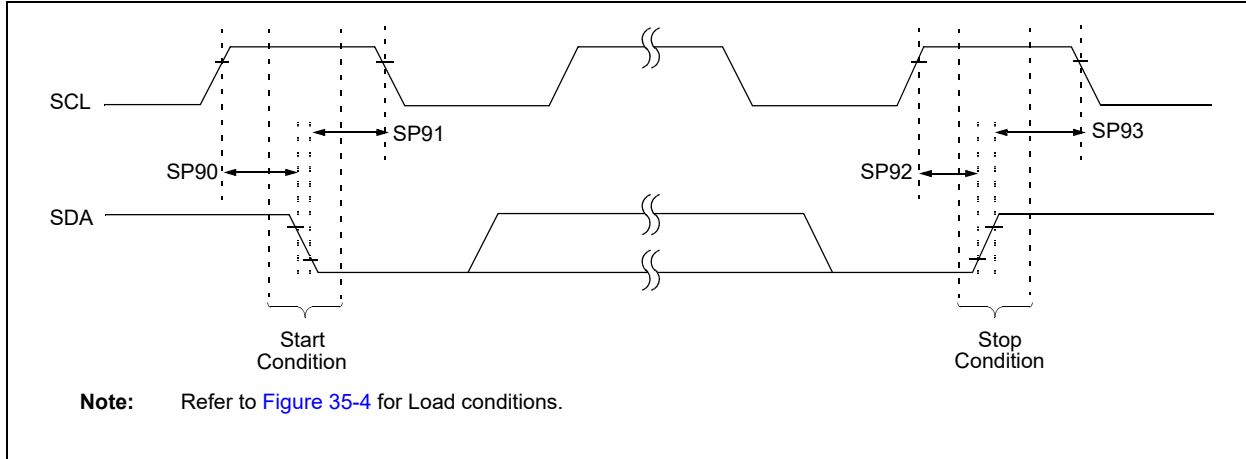 SCL
SP91
SP93
SP90
SP92
SDA
Start
Condition
Stop
Condition
Note: Refer to Figure 35-4 for Load conditions.